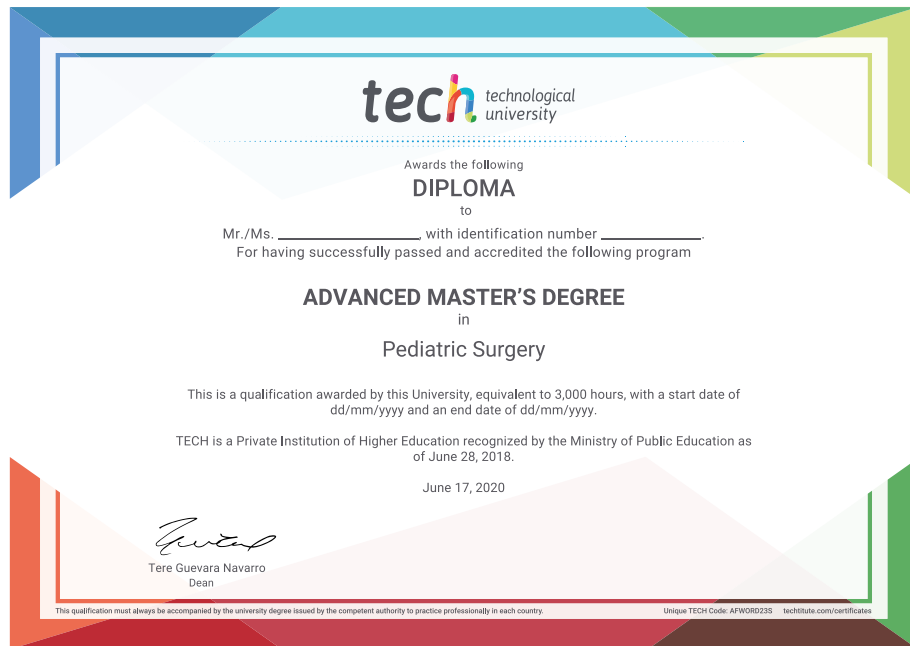 tech technological
university
Awards the following
DIPLOMA
to
Mr./Ms. ____________________, with identification number ______________.
For having successfully passed and accredited the following program
ADVANCED MASTER'S DEGREE
in
Pediatric Surgery
This is a qualification awarded by this University, equivalent to 3,000 hours, with a start date of
dd/mm/yyyy and an end date of dd/mm/yyyy.
TECH is a Private Institution of Higher Education recognized by the Ministry of Public Education as
of June 28, 2018.
June 17, 2020
Tere Guevara Navarro
Dean
This qualification must always be accompanied by the university degree issued by the competent authority to practice professionally in each country. Unique TECH Code: AFWORD23S techtitute.com/certificates